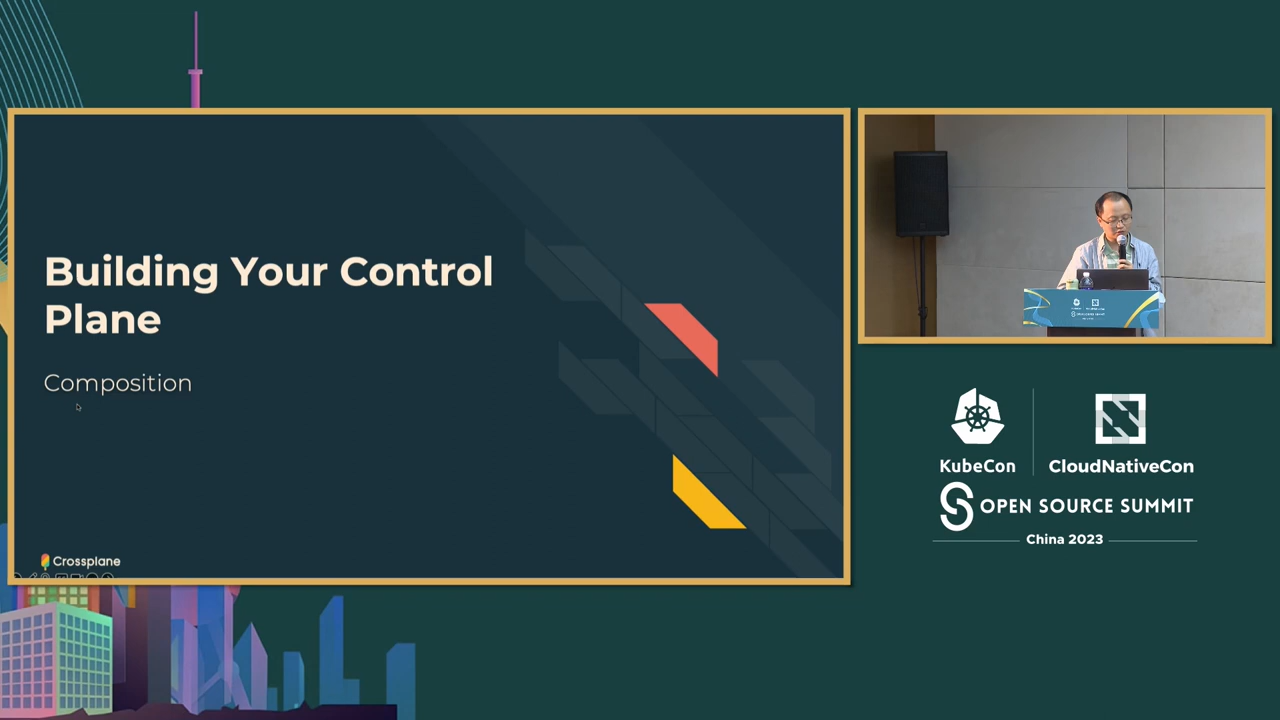 Building Your Control
Plane
Composition
Crossplane
KubeCon
CloudNativeCon
OPEN SOURCE SUMMIT
China 2023